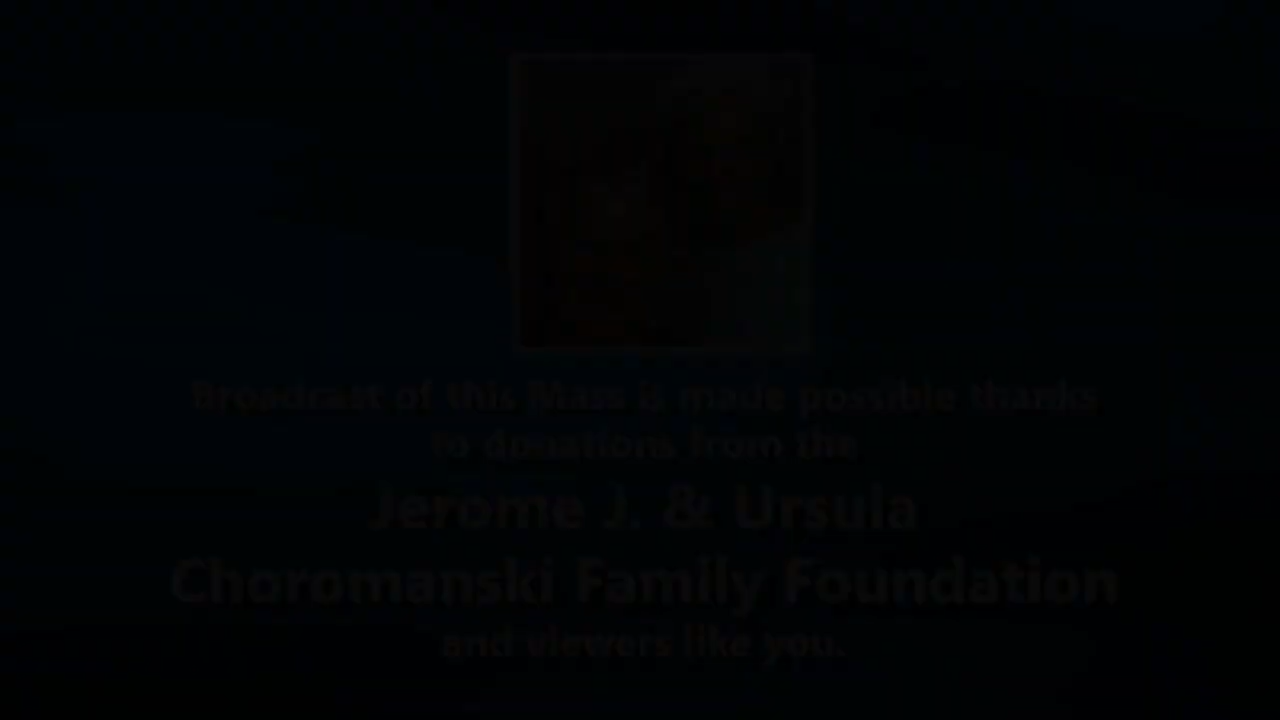 Broadcast of this Mass is made possible thanks
to donations from the
Jerome J. & Ursula
Choromanski Family Foundation
and viewers like you.